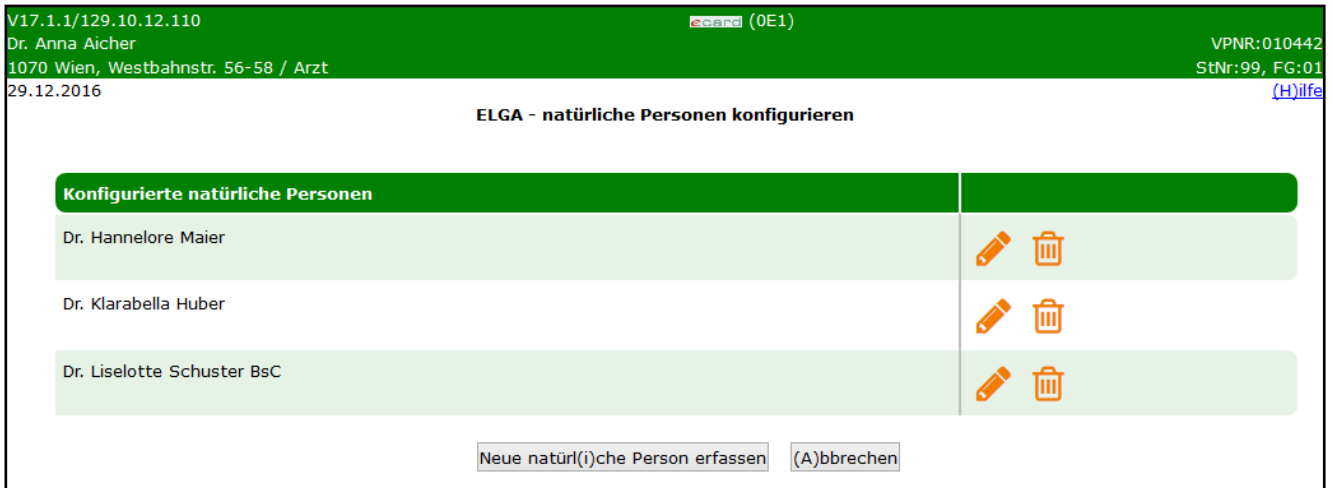 V17.1.1/129.10.12.110 ecard (0E1)
Dr. Anna Aicher VPNR:010442
1070 Wien, Westbahnstr. 56-58 / Arzt StNr:99, FG:01
29.12.2016 (H)ilfe
ELGA - natürliche Personen konfigurieren
Konfigurierte natürliche Personen
Dr. Hannelore Maier
Dr. Klarabella Huber
Dr. Liselotte Schuster BsC
Neue natürl(i)che Person erfassen (A)bbrechen